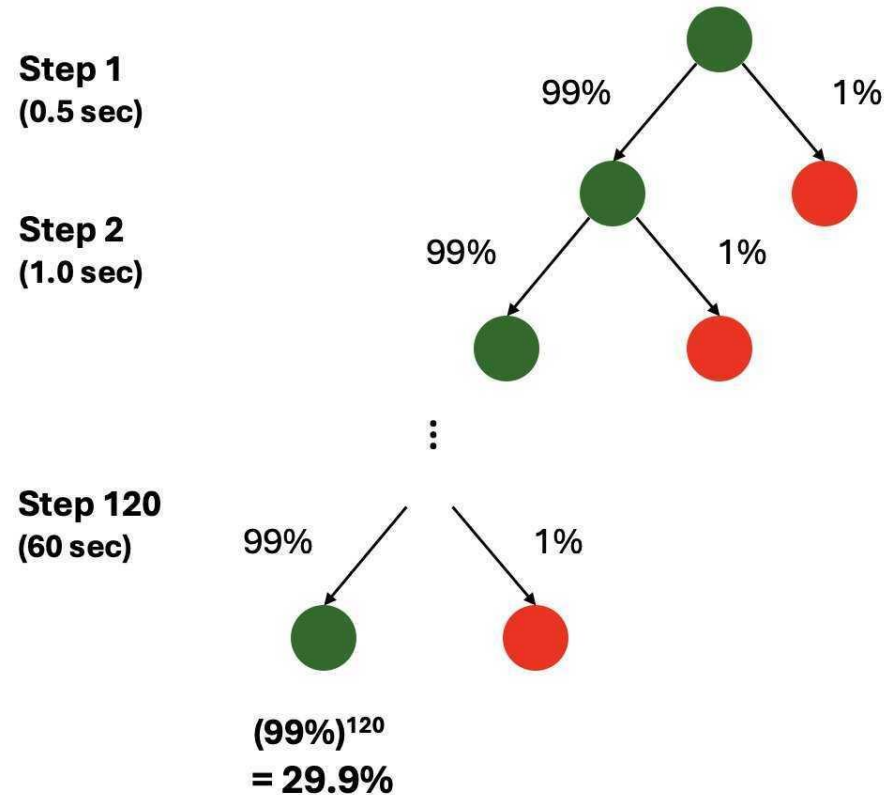 Step 1
(0.5 sec)
99%
1%
Step 2
(1.0 sec)
99%
1%
⋮
Step 120
(60 sec)
99%
1%
(99%)¹²⁰
= 29.9%